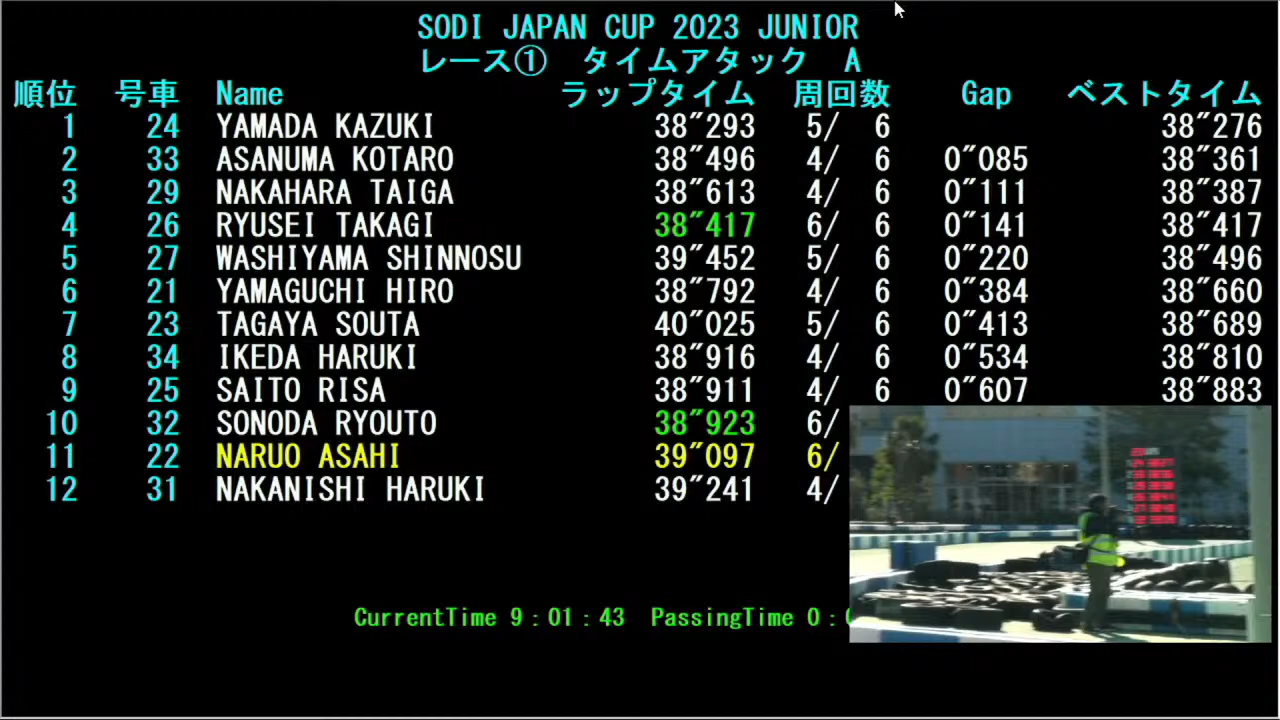 SODI JAPAN CUP 2023 JUNIOR
レース① タイムアタック A
順位 号車 Name ラップタイム 周回数 Gap ベストタイム
1 24 YAMADA KAZUKI 38"293 5/ 6 38"276
2 33 ASANUMA KOTARO 38"496 4/ 6 0"085 38"361
3 29 NAKAHARA TAIGA 38"613 4/ 6 0"111 38"387
4 26 RYUSEI TAKAGI 38"417 6/ 6 0"141 38"417
5 27 WASHIYAMA SHINNOSU 39"452 5/ 6 0"220 38"496
6 21 YAMAGUCHI HIRO 38"792 4/ 6 0"384 38"660
7 23 TAGAYA SOUTA 40"025 5/ 6 0"413 38"689
8 34 IKEDA HARUKI 38"916 4/ 6 0"534 38"810
9 25 SAITO RISA 38"911 4/ 6 0"607 38"883
10 32 SONODA RYOUTO 38"923 6/
11 22 NARUO ASAHI 39"097 6/
12 31 NAKANISHI HARUKI 39"241 4/
CurrentTime 9:01:43 PassingTime 0: